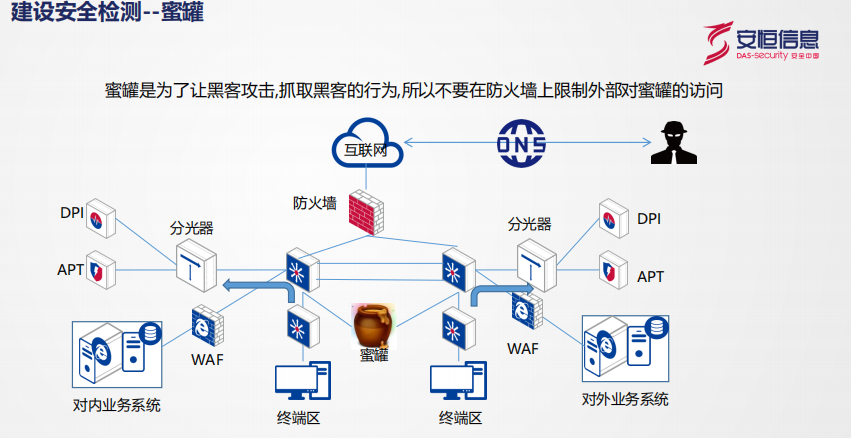 建设安全检测--蜜罐
安恒信息
DAS-security 安全中国
蜜罐是为了让黑客攻击,抓取黑客的行为,所以不要在防火墙上限制外部对蜜罐的访问
互联网
DNS
防火墙
DPI
分光器
分光器
DPI
APT
APT
蜜罐
WAF
WAF
对内业务系统
终端区
终端区
对外业务系统